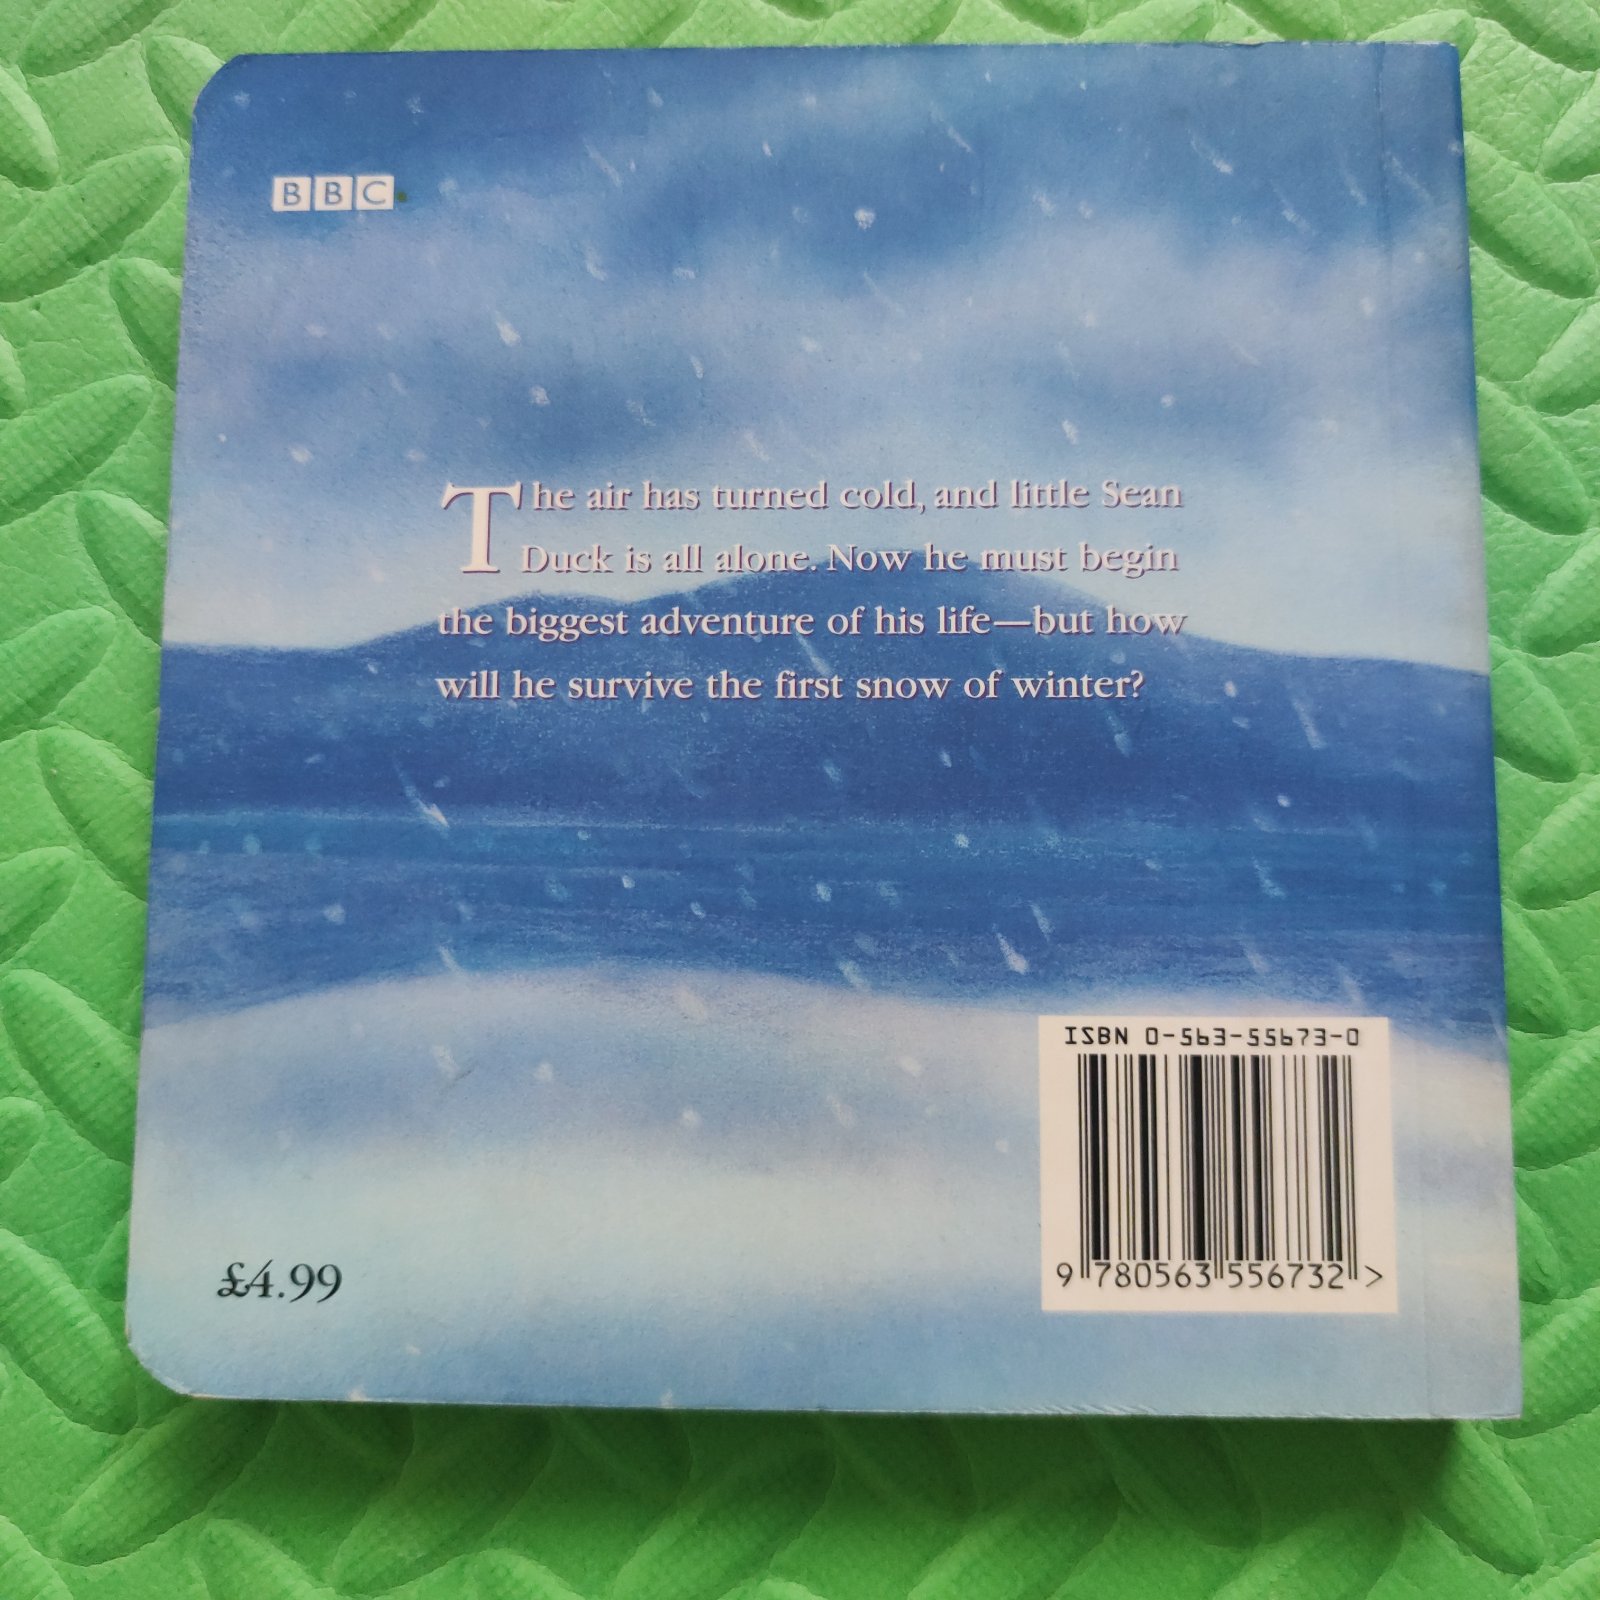 BBC
The air has turned cold, and little Sean
Duck is all alone. Now he must begin
the biggest adventure of his life—but how
will he survive the first snow of winter?
ISBN 0-563-55673-0
9 780563 556732 >
£4.99